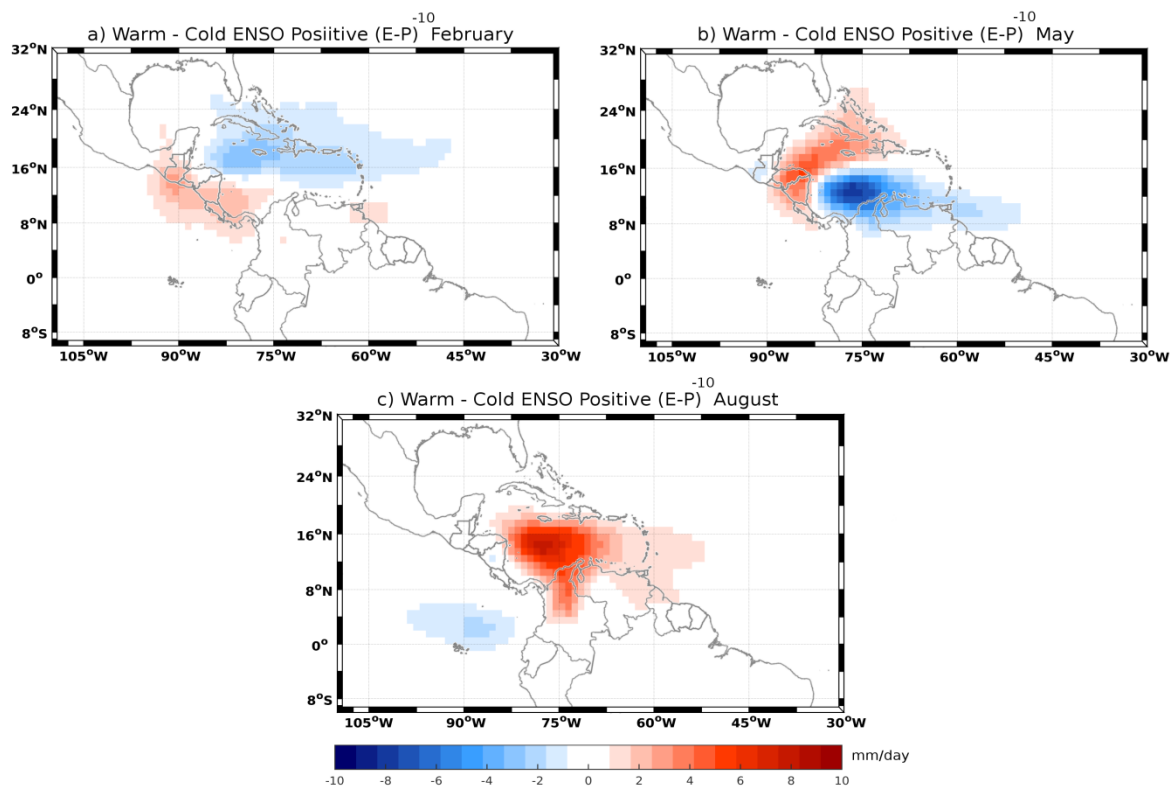 -10
a) Warm - Cold ENSO Posiitive (E-P) February
32°N
24°N
16°N
8°N
0°
8°S
105°W 90°W 75°W 60°W 45°W 30°W
-10
b) Warm - Cold ENSO Positive (E-P) May
32°N
24°N
16°N
8°N
0°
8°S
105°W 90°W 75°W 60°W 45°W 30°W
-10
c) Warm - Cold ENSO Positive (E-P) August
32°N
24°N
16°N
8°N
0°
8°S
105°W 90°W 75°W 60°W 45°W 30°W
mm/day
-10 -8 -6 -4 -2 0 2 4 6 8 10